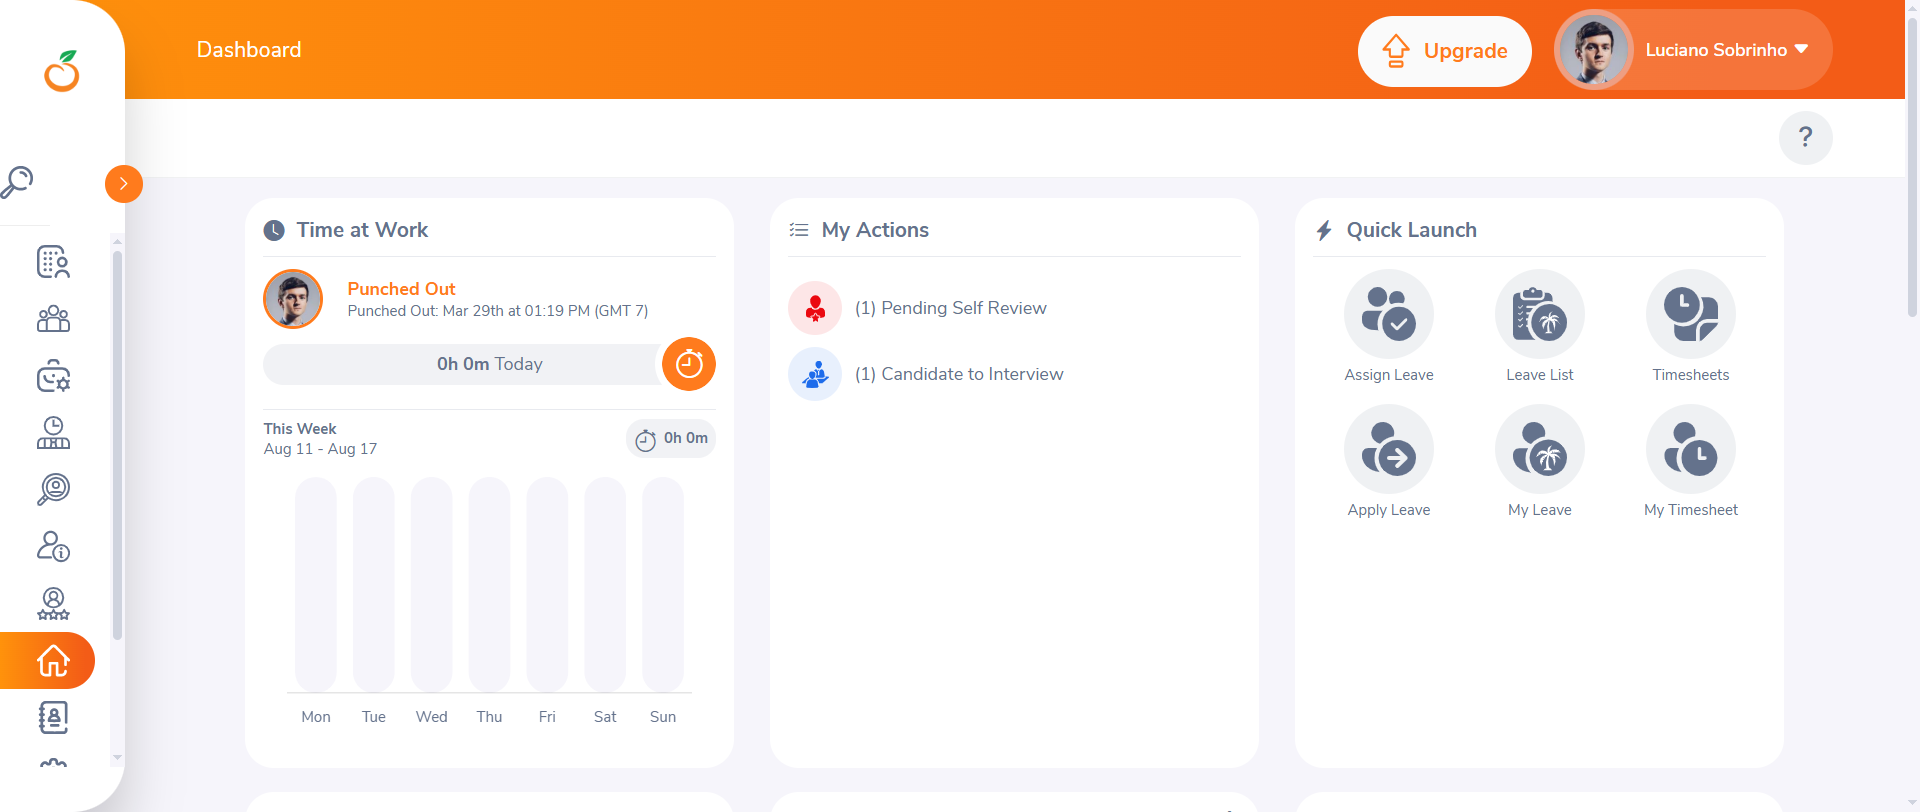 Dashboard
Upgrade
Luciano Sobrinho
?
Time at Work
Punched Out
Punched Out: Mar 29th at 01:19 PM (GMT 7)
0h 0m Today
This Week
Aug 11 - Aug 17
0h 0m
Mon Tue Wed Thu Fri Sat Sun
My Actions
(1) Pending Self Review
(1) Candidate to Interview
Quick Launch
Assign Leave
Leave List
Timesheets
Apply Leave
My Leave
My Timesheet